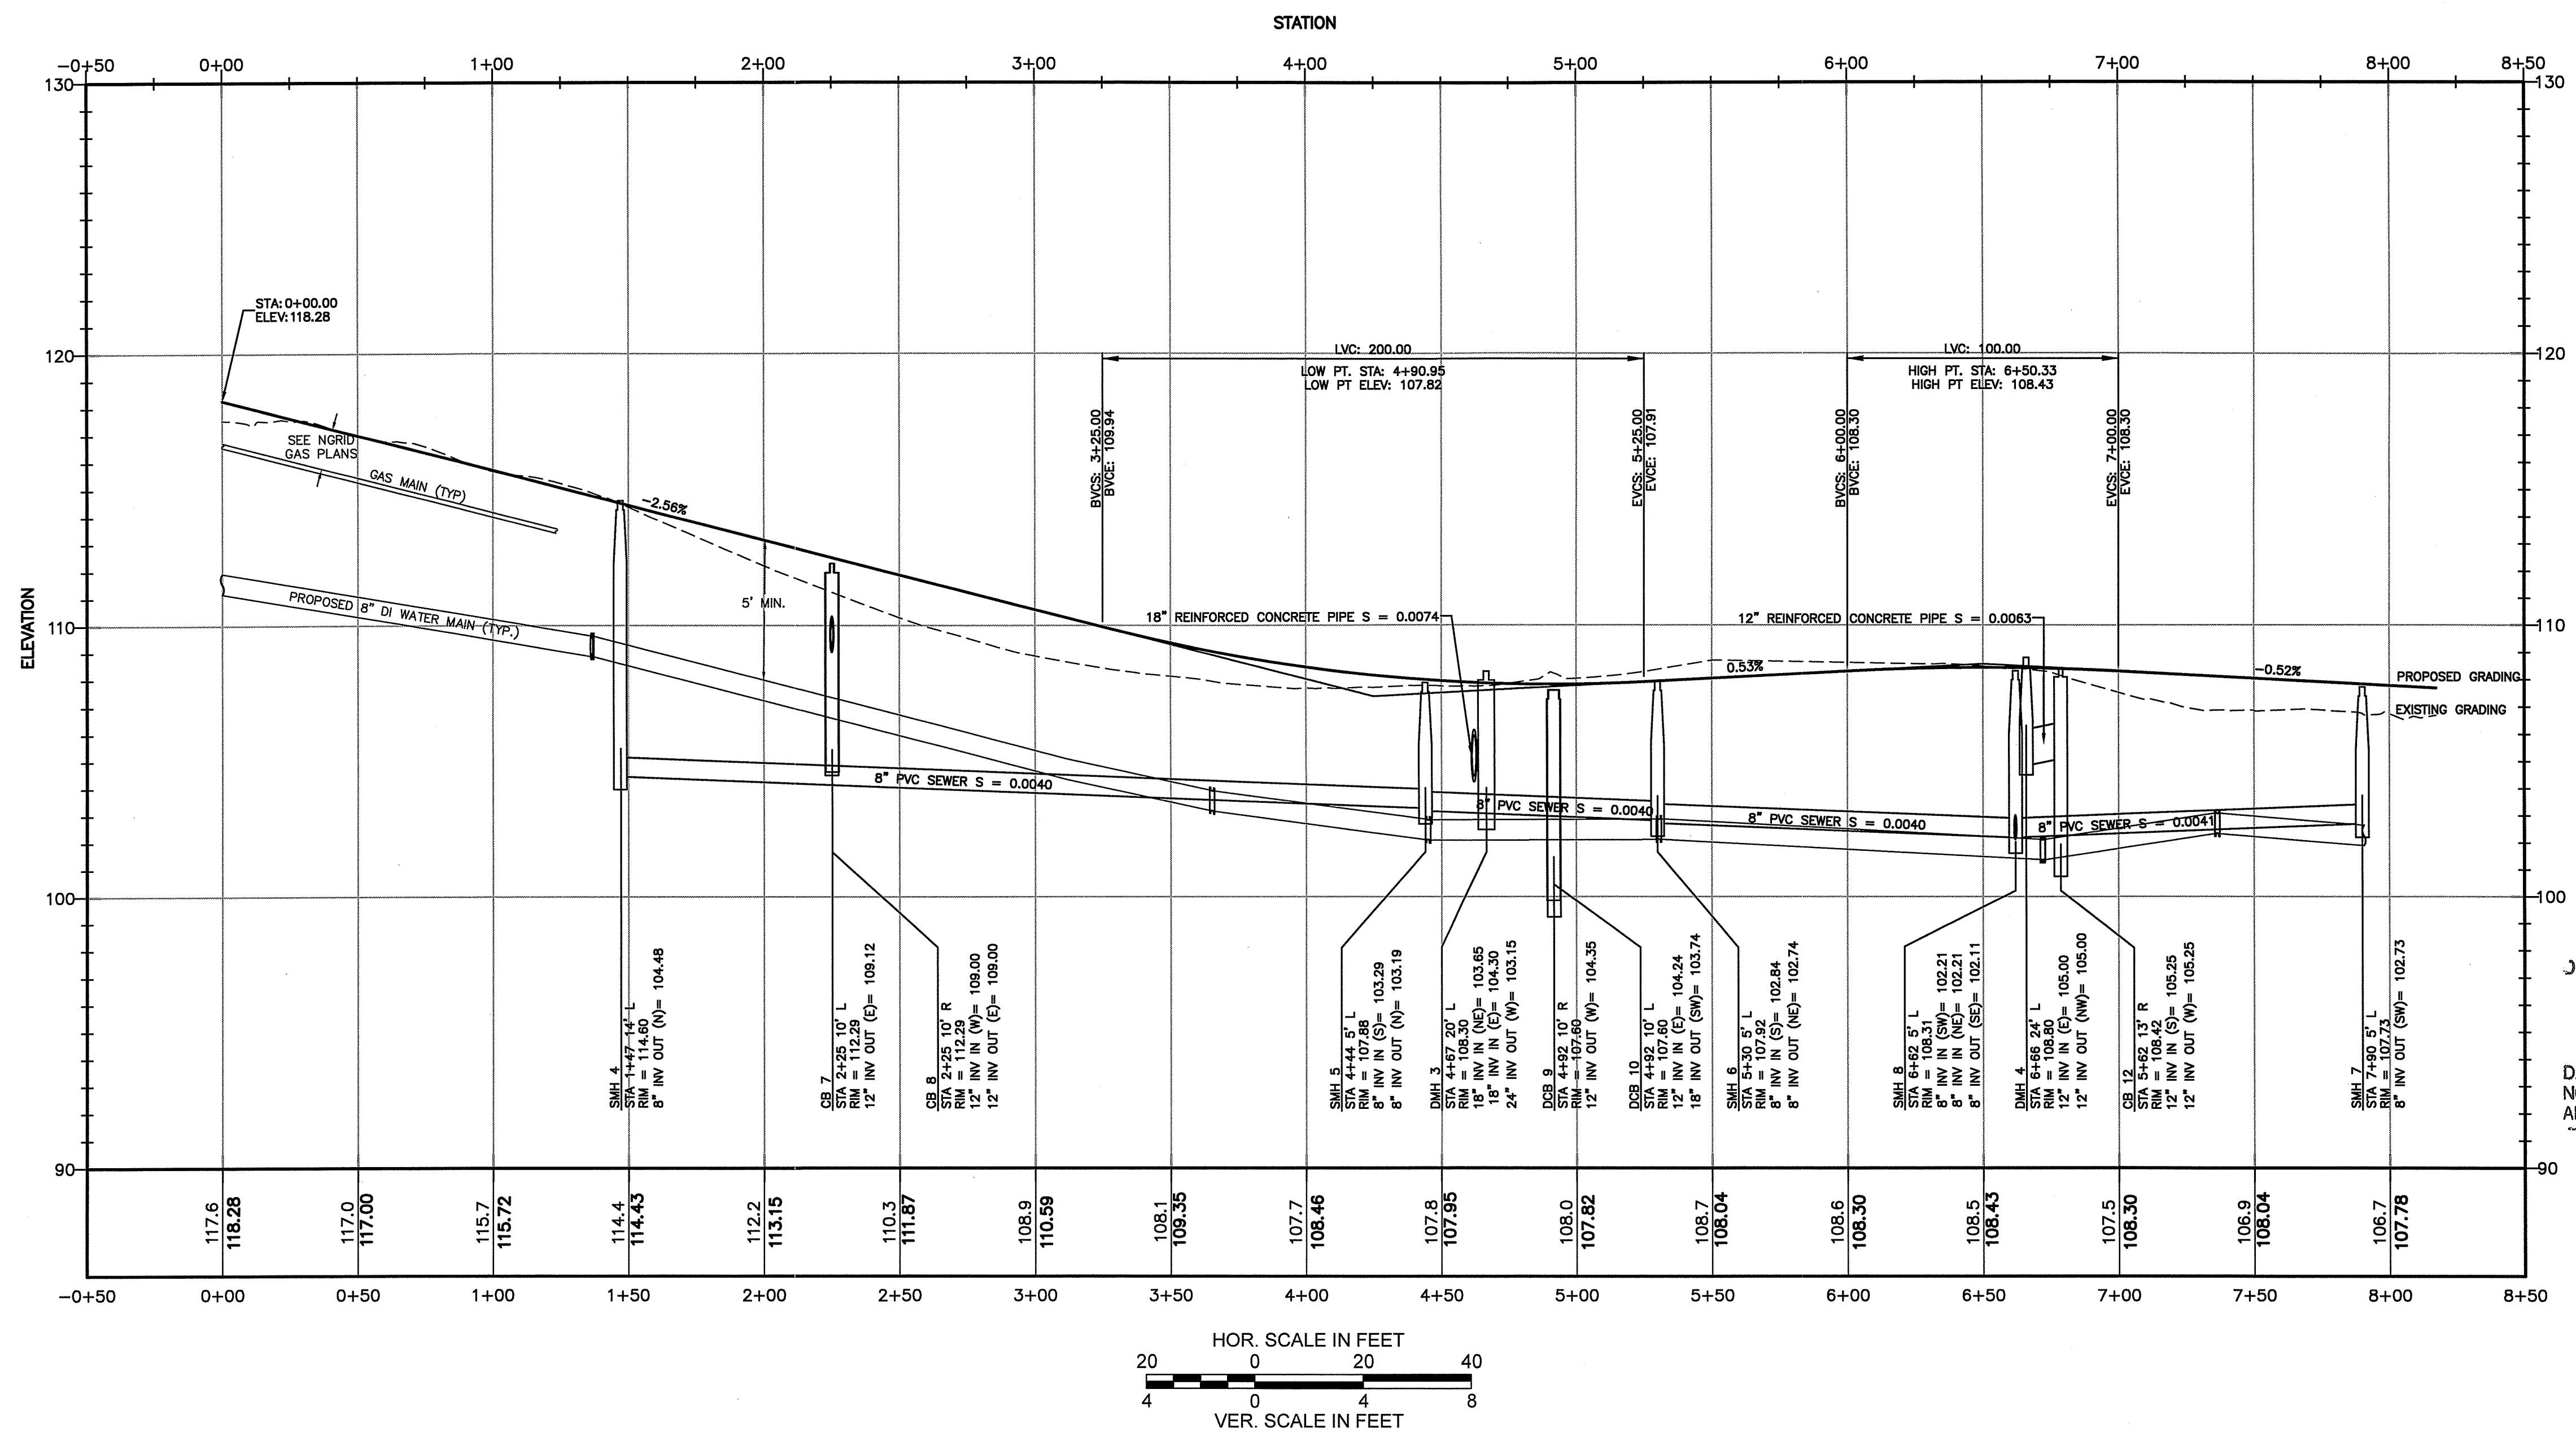 STATION
-0+50 0+00 1+00 2+00 3+00 4+00 5+00 6+00 7+00 8+00 8+50
130 130
STA: 0+00.00
ELEV: 118.28
120 120
LVC: 200.00
LOW PT. STA: 4+90.95
LOW PT ELEV: 107.82
LVC: 100.00
HIGH PT. STA: 6+50.33
HIGH PT ELEV: 108.43
BVCS: 3+25.00
BVCE: 109.94
EVCS: 5+25.00
EVCE: 107.91
BVCS: 6+00.00
BVCE: 108.30
EVCS: 7+00.00
EVCE: 108.30
SEE NGRID
GAS PLANS
GAS MAIN (TYP)
-2.56%
PROPOSED 8" DI WATER MAIN (TYP.)
5' MIN.
18" REINFORCED CONCRETE PIPE S = 0.0074
12" REINFORCED CONCRETE PIPE S = 0.0063
ELEVATION
110 110
0.53%
-0.52%
PROPOSED GRADING
EXISTING GRADING
8" PVC SEWER S = 0.0040
8" PVC SEWER S = 0.0040
8" PVC SEWER S = 0.0040
8" PVC SEWER S = 0.0041
100 100
SMH 4
STA 1+47 14' L
RIM = 114.60
8" INV OUT (N)= 104.48
CB 7
STA 2+25 10' L
RIM = 112.29
12" INV OUT (E)= 109.12
CB 8
STA 2+25 10' R
RIM = 112.29
12" INV IN (W)= 109.00
12" INV OUT (E)= 109.00
SMH 5
STA 4+44 5' L
RIM = 107.88
8" INV IN (S)= 103.29
8" INV OUT (N)= 103.19
DMH 3
STA 4+67 20' L
RIM = 108.30
18" INV IN (NE)= 103.65
18" INV IN (E)= 104.30
24" INV OUT (W)= 103.15
DCB 9
STA 4+92 10' R
RIM = 107.60
12" INV OUT (W)= 104.35
DCB 10
STA 4+92 10' L
RIM = 107.60
12" INV IN (E)= 104.24
18" INV OUT (SW)= 103.74
SMH 6
STA 5+30 5' L
RIM = 107.92
8" INV IN (S)= 102.84
8" INV OUT (NE)= 102.74
SMH 8
STA 6+62 5' L
RIM = 108.31
8" INV IN (SW)= 102.21
8" INV IN (NE)= 102.21
8" INV OUT (SE)= 102.11
DMH 4
STA 6+66 24' L
RIM = 108.80
12" INV IN (E)= 105.00
12" INV OUT (NW)= 105.00
CB 12
STA 5+62 13' R
RIM = 108.42
12" INV IN (S)= 105.25
12" INV OUT (W)= 105.25
SMH 7
STA 7+90 5' L
RIM = 107.73
8" INV OUT (SW)= 102.73
90 90
117.6 117.0 115.7 114.4 112.2 110.3 108.9 108.1 107.7 107.8 108.0 108.7 108.6 108.5 107.5 106.9 106.7
118.28 117.00 115.72 114.43 113.15 111.87 110.59 109.35 108.46 107.95 107.82 108.04 108.30 108.43 108.30 108.04 107.78
-0+50 0+00 0+50 1+00 1+50 2+00 2+50 3+00 3+50 4+00 4+50 5+00 5+50 6+00 6+50 7+00 7+50 8+00 8+50
HOR. SCALE IN FEET
20 0 20 40
4 0 4 8
VER. SCALE IN FEET